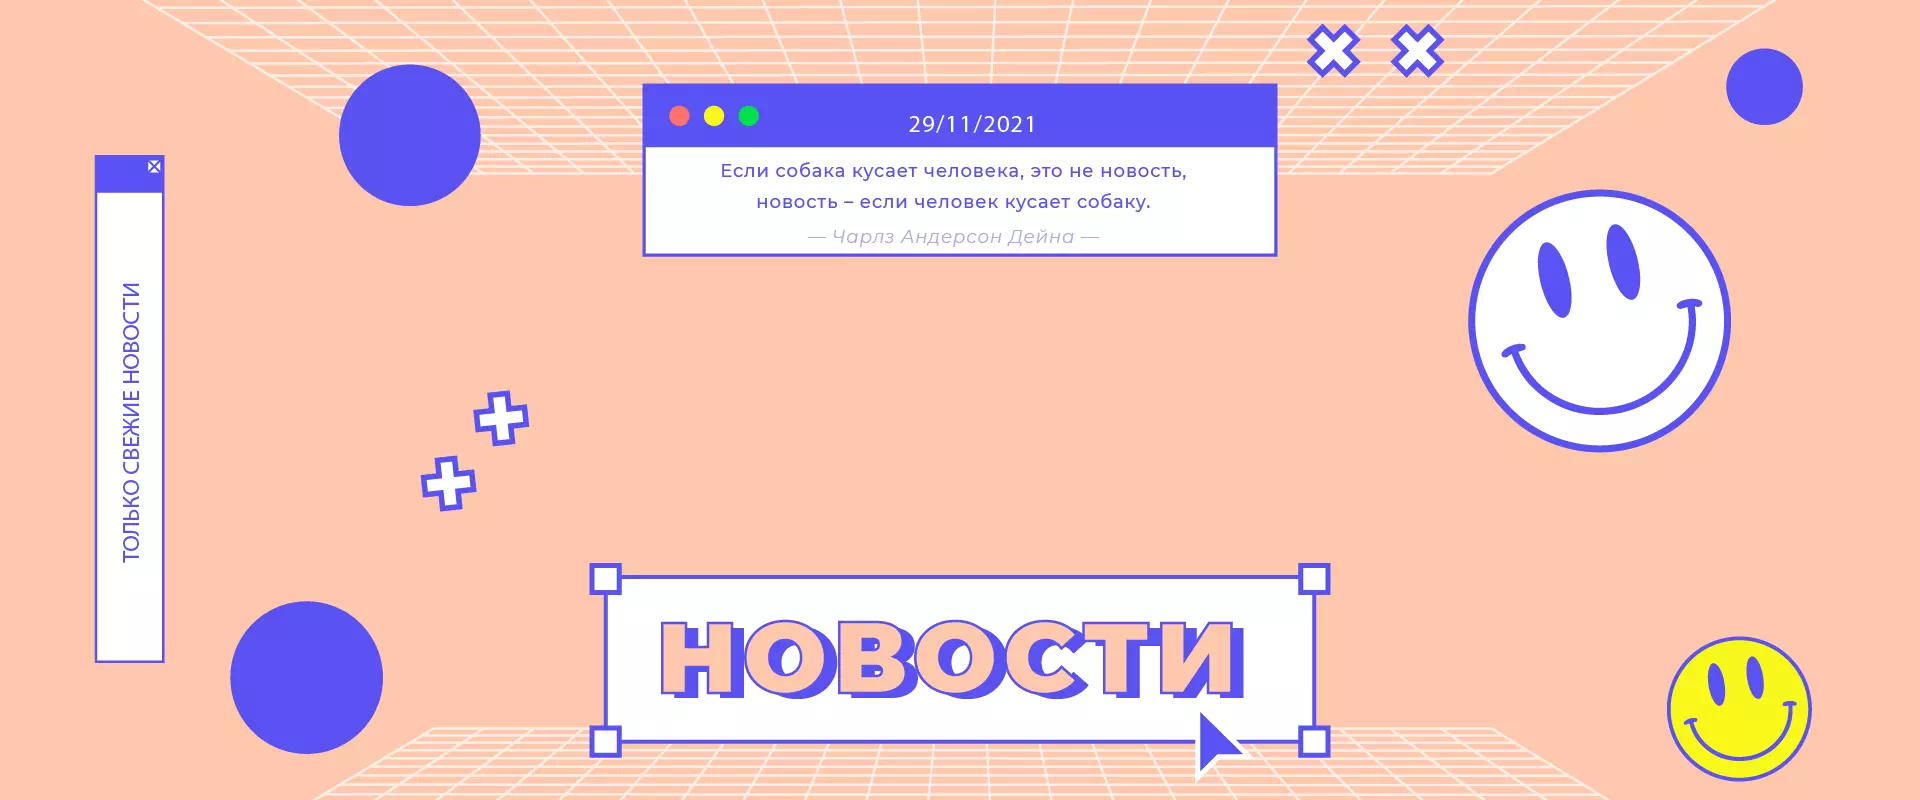 29/11/2021
Если собака кусает человека, это не новость,
новость – если человек кусает собаку.
— Чарлз Андерсон Дейна —
ТОЛЬКО СВЕЖИЕ НОВОСТИ
НОВОСТИ